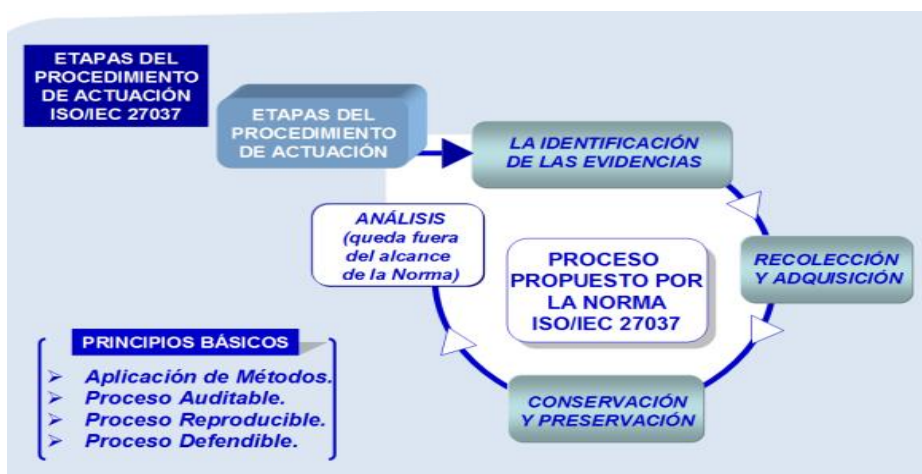 ETAPAS DEL
PROCEDIMIENTO
DE ACTUACIÓN
ISO/IEC 27037
ETAPAS DEL
PROCEDIMIENTO
DE ACTUACIÓN
LA IDENTIFICACIÓN
DE LAS EVIDENCIAS
RECOLECCIÓN
Y ADQUISICIÓN
CONSERVACIÓN
Y PRESERVACIÓN
ANÁLISIS
(queda fuera
del alcance
de la Norma)
PROCESO
PROPUESTO POR
LA NORMA
ISO/IEC 27037
PRINCIPIOS BÁSICOS
➢ Aplicación de Métodos.
➢ Proceso Auditable.
➢ Proceso Reproducible.
➢ Proceso Defendible.